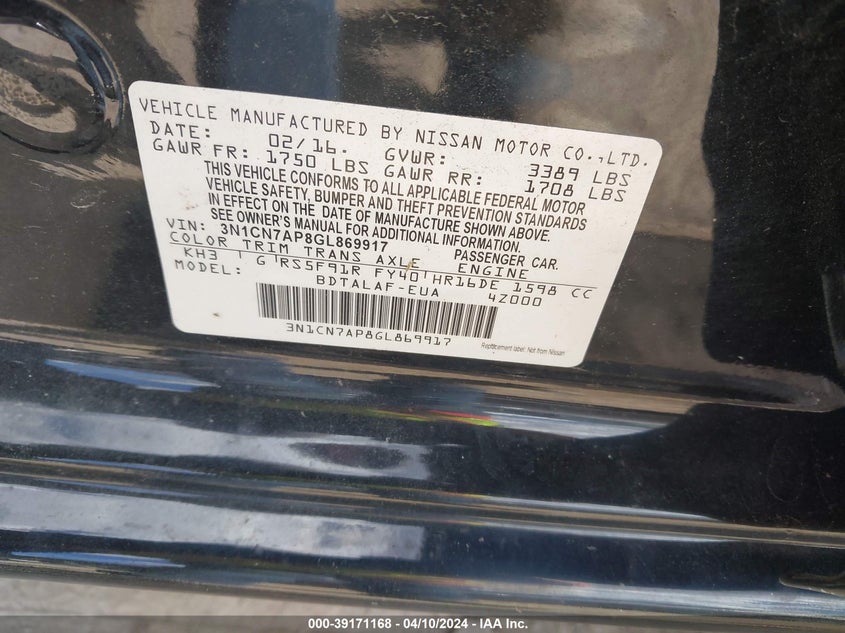 VEHICLE MANUFACTURED BY NISSAN MOTOR CO.,LTD.
DATE: 02/16. GVWR: 3389 LBS
GAWR FR: 1750 LBS GAWR RR: 1708 LBS
THIS VEHICLE CONFORMS TO ALL APPLICABLE FEDERAL MOTOR
VEHICLE SAFETY, BUMPER AND THEFT PREVENTION STANDARDS
IN EFFECT ON THE DATE OF MANUFACTURE SHOWN ABOVE.
SEE OWNER'S MANUAL FOR ADDITIONAL INFORMATION.
VIN: 3N1CN7AP8GL869917 PASSENGER CAR.
COLOR TRIM TRANS AXLE ENGINE
KH3 G RS5F91R FY40 HR16DE 1598 CC
MODEL: BDTALAF-EUA 4Z000
3N1CN7AP8GL869917
Replacement label: Not from Nissan
000-39171168 - 04/10/2024 - IAA Inc.